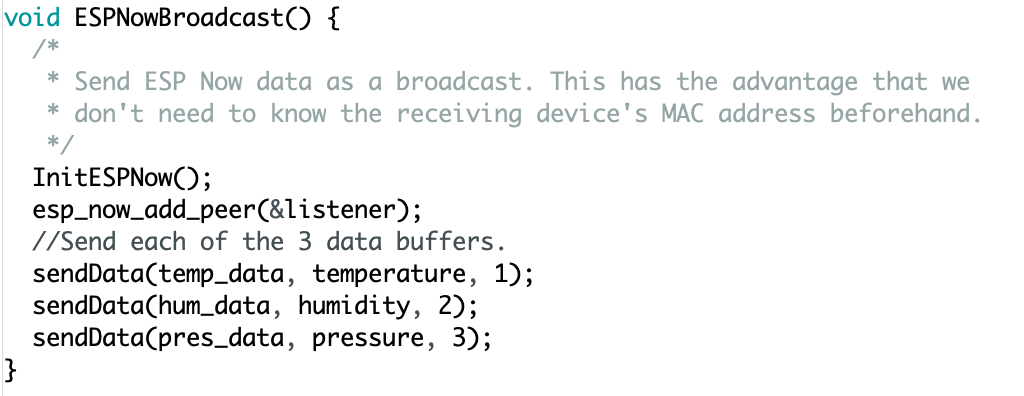 void ESPNowBroadcast() {
  /*
   * Send ESP Now data as a broadcast. This has the advantage that we
   * don't need to know the receiving device's MAC address beforehand.
   */
  InitESPNow();
  esp_now_add_peer(&listener);
  //Send each of the 3 data buffers.
  sendData(temp_data, temperature, 1);
  sendData(hum_data, humidity, 2);
  sendData(pres_data, pressure, 3);
}